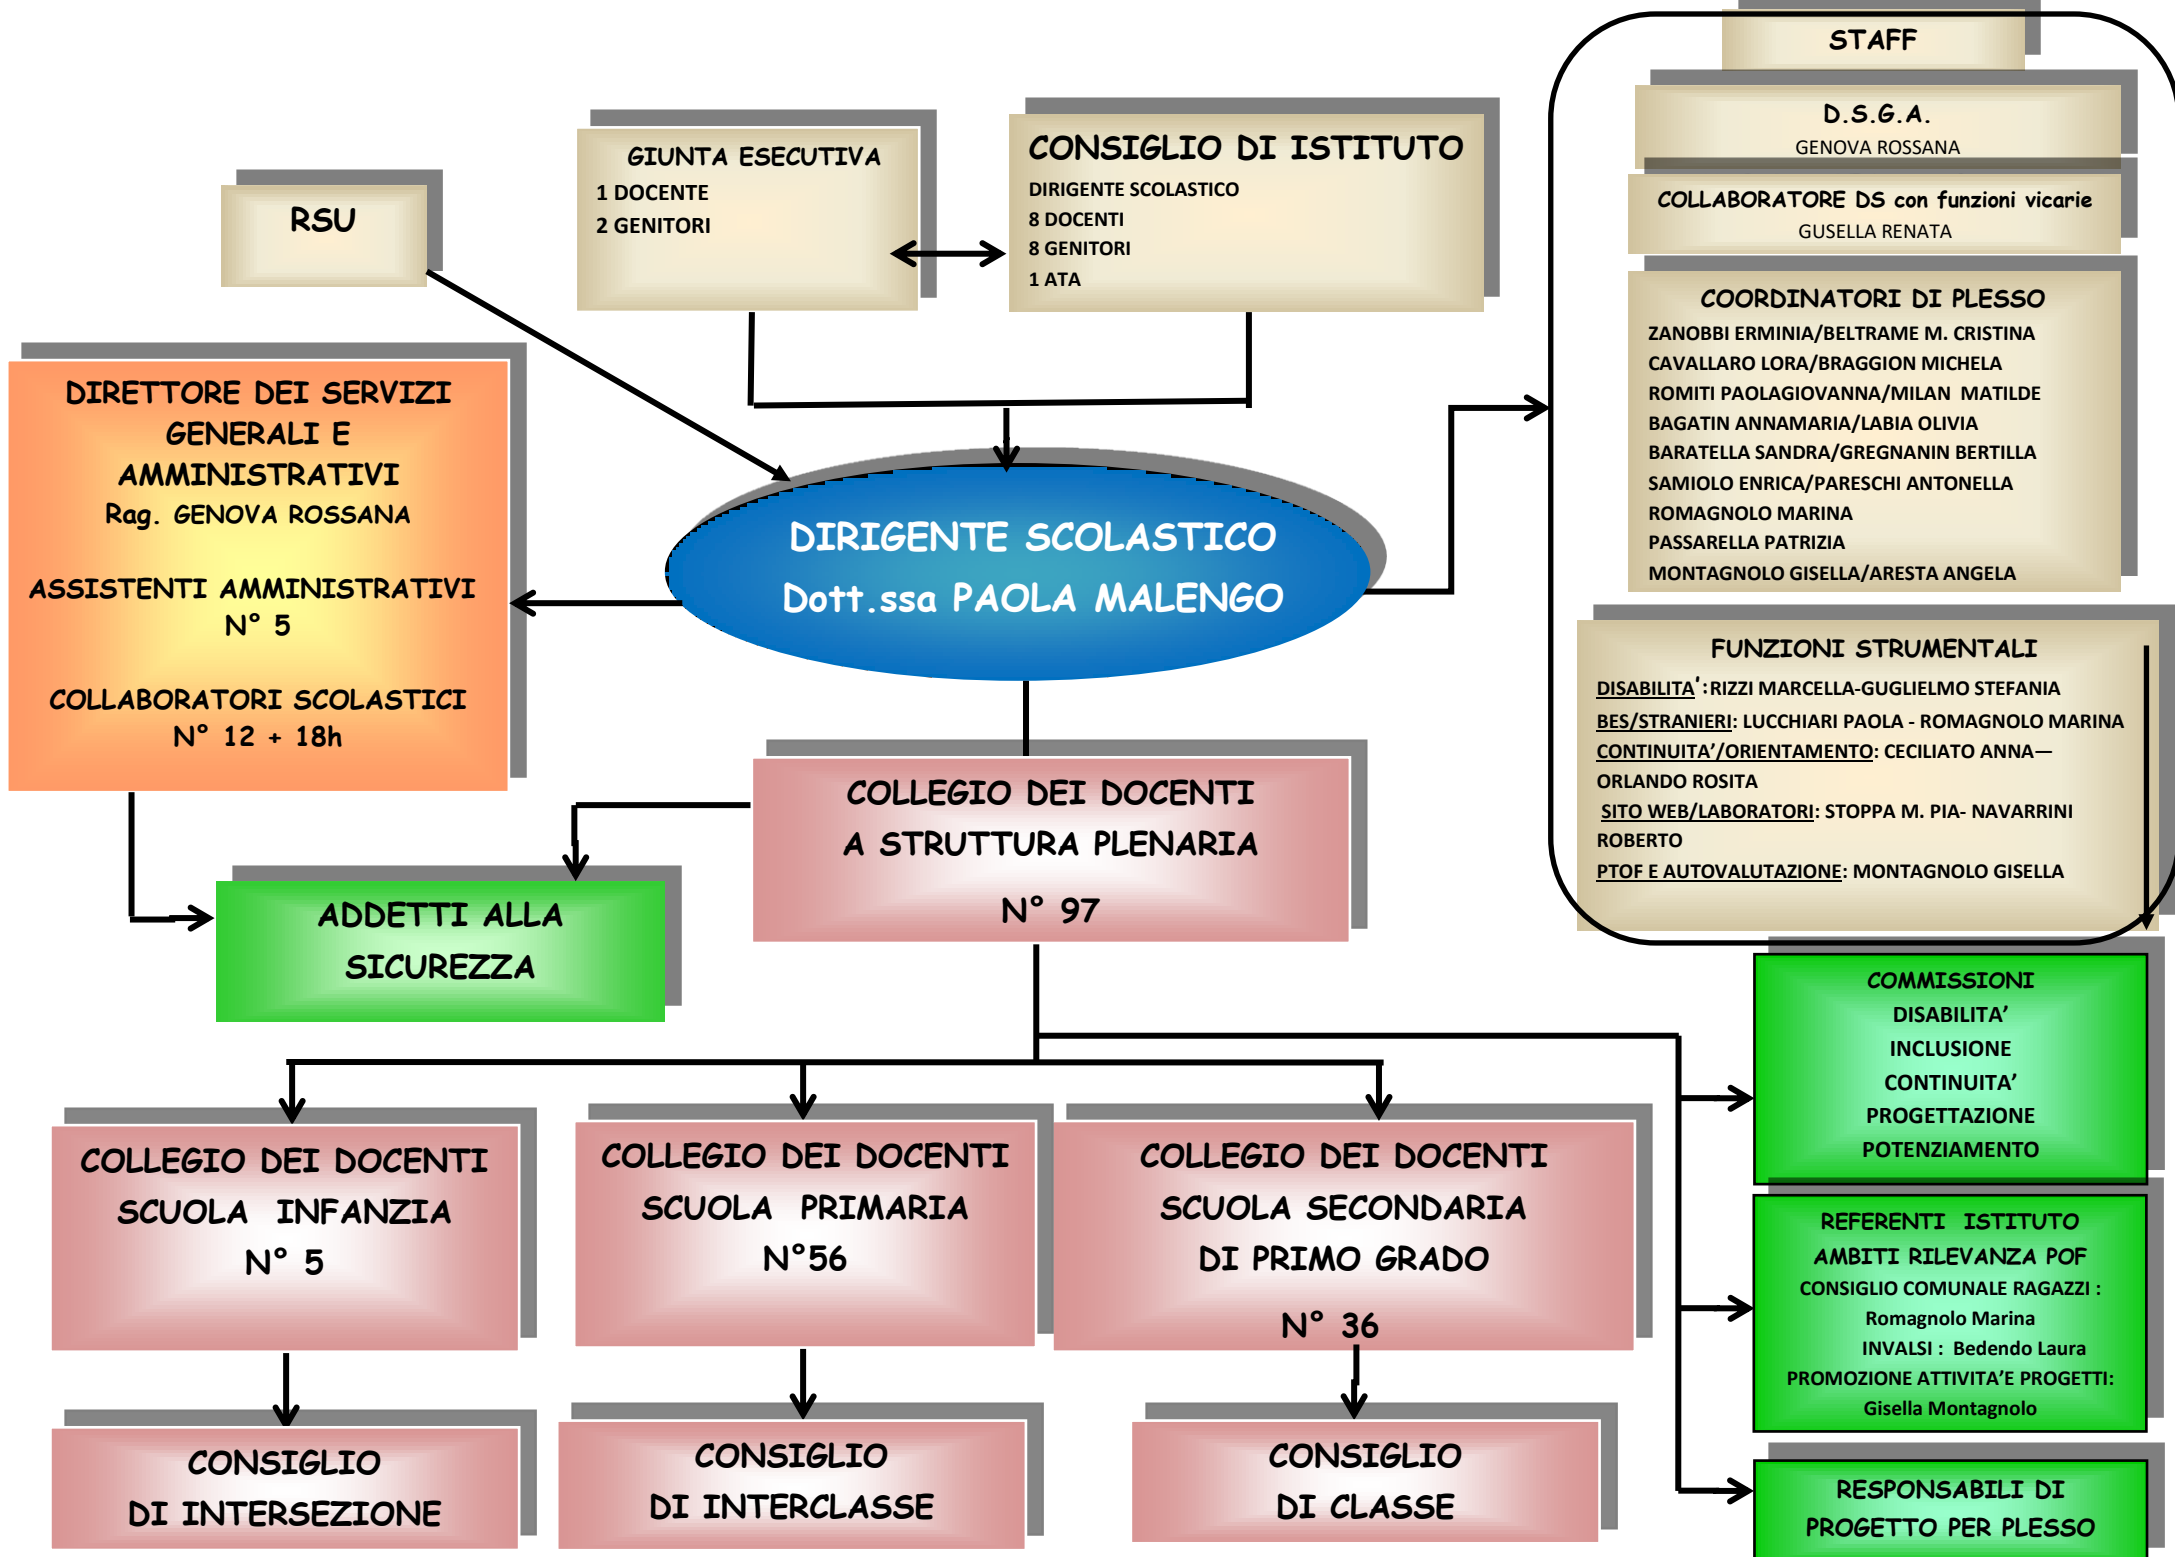 STAFF
D.S.G.A.
GENOVA ROSSANA
COLLABORATORE DS con funzioni vicarie
GUSELLA RENATA
COORDINATORI DI PLESSO
ZANOBBI ERMINIA/BELTRAME M. CRISTINA
CAVALLARO LORA/BRAGGION MICHELA
ROMITI PAOLAGIOVANNA/MILAN MATILDE
BAGATIN ANNAMARIA/LABIA OLIVIA
BARATELLA SANDRA/GREGNANIN BERTILLA
SAMIOLO ENRICA/PARESCHI ANTONELLA
ROMAGNOLO MARINA
PASSARELLA PATRIZIA
MONTAGNOLO GISELLA/ARESTA ANGELA
FUNZIONI STRUMENTALI
DISABILITA':RIZZI MARCELLA-GUGLIELMO STEFANIA
BES/STRANIERI: LUCCHIARI PAOLA - ROMAGNOLO MARINA
CONTINUITA’/ORIENTAMENTO: CECILIATO ANNA—
ORLANDO ROSITA
SITO WEB/LABORATORI: STOPPA M. PIA- NAVARRINI
ROBERTO
PTOF E AUTOVALUTAZIONE: MONTAGNOLO GISELLA
GIUNTA ESECUTIVA
1 DOCENTE
2 GENITORI
CONSIGLIO DI ISTITUTO
DIRIGENTE SCOLASTICO
8 DOCENTI
8 GENITORI
1 ATA
RSU
DIRETTORE DEI SERVIZI
GENERALI E
AMMINISTRATIVI
Rag. GENOVA ROSSANA
ASSISTENTI AMMINISTRATIVI
N° 5
COLLABORATORI SCOLASTICI
N° 12 + 18h
DIRIGENTE SCOLASTICO
Dott.ssa PAOLA MALENGO
COLLEGIO DEI DOCENTI
A STRUTTURA PLENARIA
N° 97
ADDETTI ALLA
SICUREZZA
COMMISSIONI
DISABILITA’
INCLUSIONE
CONTINUITA’
PROGETTAZIONE
POTENZIAMENTO
COLLEGIO DEI DOCENTI
SCUOLA INFANZIA
N° 5
COLLEGIO DEI DOCENTI
SCUOLA PRIMARIA
N°56
COLLEGIO DEI DOCENTI
SCUOLA SECONDARIA
DI PRIMO GRADO
N° 36
REFERENTI ISTITUTO
AMBITI RILEVANZA POF
CONSIGLIO COMUNALE RAGAZZI :
Romagnolo Marina
INVALSI : Bedendo Laura
PROMOZIONE ATTIVITA’E PROGETTI:
Gisella Montagnolo
CONSIGLIO
DI INTERSEZIONE
CONSIGLIO
DI INTERCLASSE
CONSIGLIO
DI CLASSE
RESPONSABILI DI
PROGETTO PER PLESSO